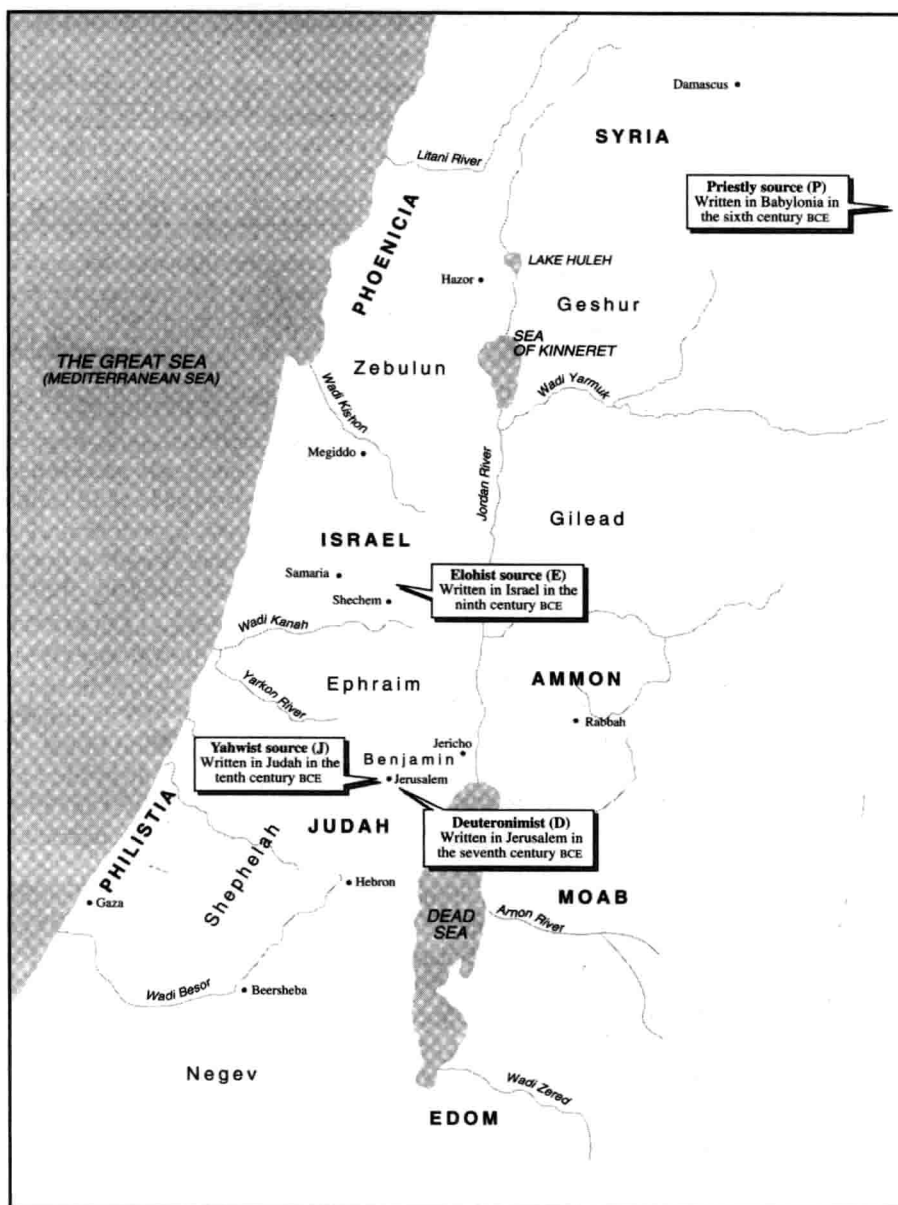 Damascus
SYRIA
Litani River
Priestly source (P)
Written in Babylonia in
the sixth century BCE
PHOENICIA
LAKE HULEH
Hazor
Geshur
SEA
OF KINNERET
THE GREAT SEA
(MEDITERRANEAN SEA)
Zebulun
Wadi Kishon
Wadi Yarmuk
Megiddo
Jordan River
Gilead
ISRAEL
Samaria
Elohist source (E)
Written in Israel in the
ninth century BCE
Shechem
Wadi Kanah
Ephraim
AMMON
Yarkon River
Rabbah
Jericho
Yahwist source (J)
Written in Judah in the
tenth century BCE
Benjamin
Jerusalem
PHILISTIA
JUDAH
Deuteronimist (D)
Written in Jerusalem in
the seventh century BCE
Shephelah
Hebron
Gaza
MOAB
DEAD
SEA
Arnon River
Wadi Besor
Beersheba
Negev
Wadi Zered
EDOM